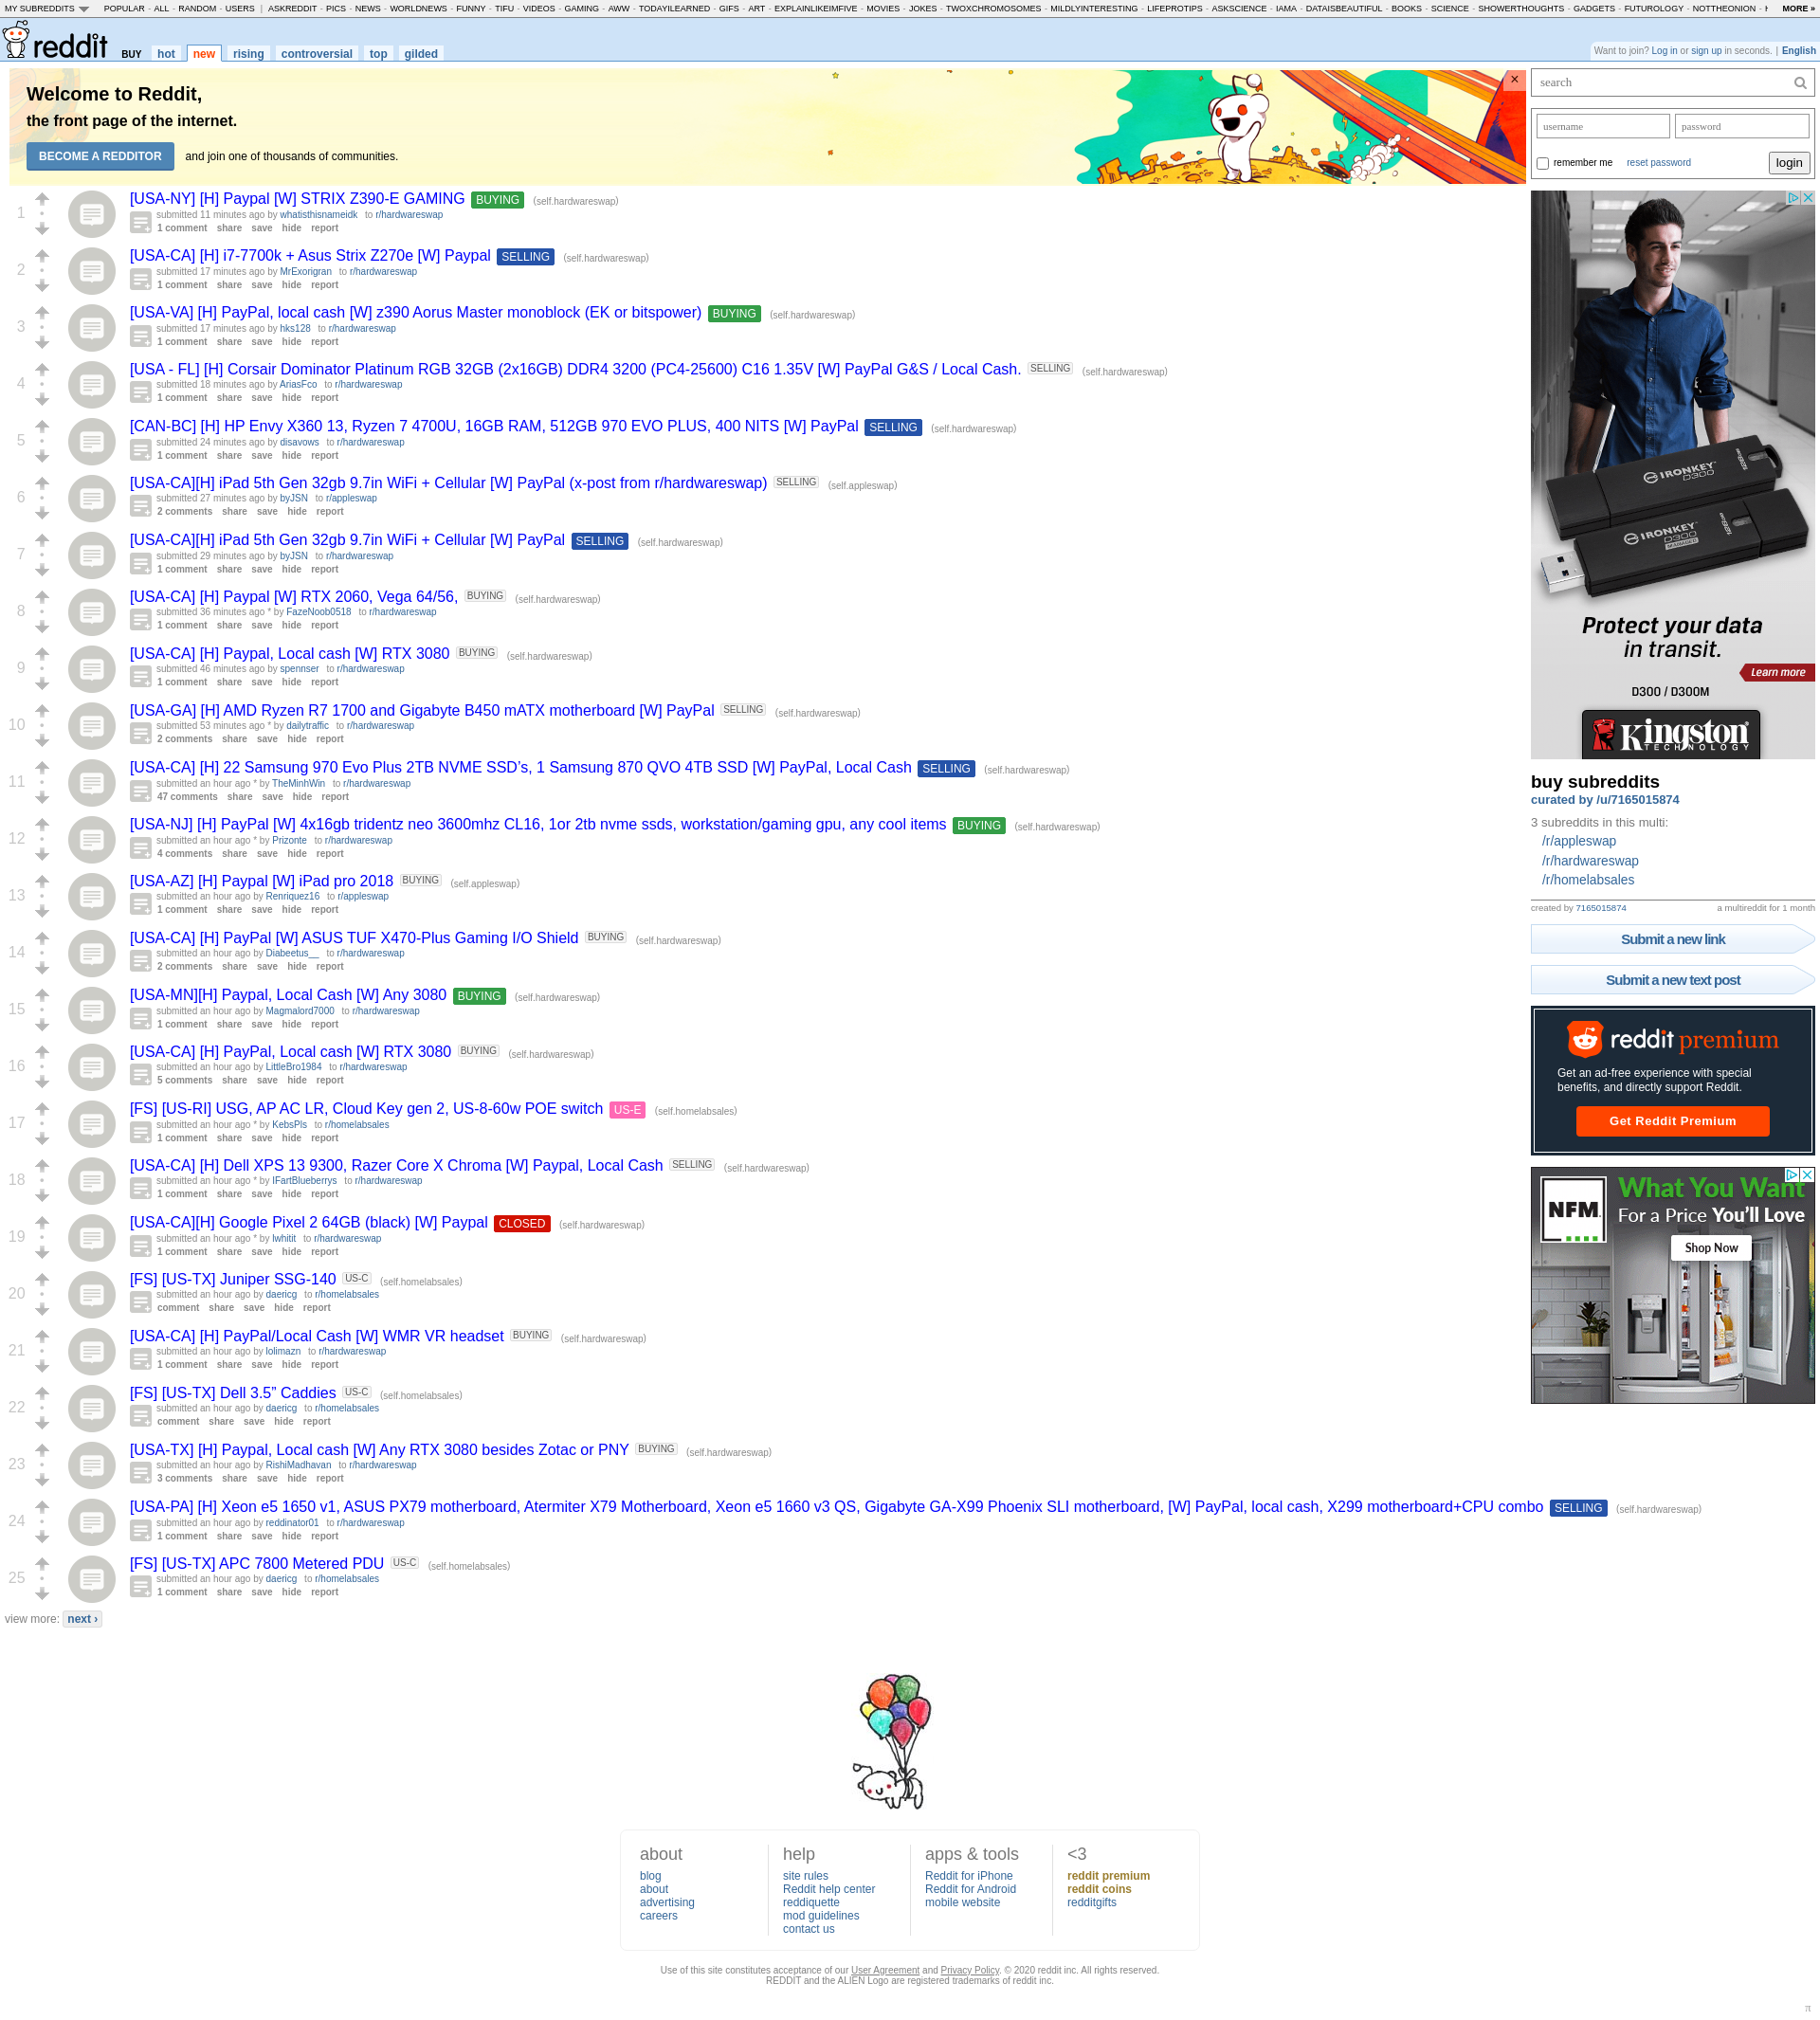 MY SUBREDDITS POPULAR - ALL - RANDOM - USERS | ASKREDDIT - PICS - NEWS - WORLDNEWS - FUNNY - TIFU - VIDEOS - GAMING - AWW - TODAYILEARNED - GIFS - ART - EXPLAINLIKEIMFIVE - MOVIES - JOKES - TWOXCHROMOSOMES - MILDLYINTERESTING - LIFEPROTIPS - ASKSCIENCE - IAMA - DATAISBEAUTIFUL - BOOKS - SCIENCE - SHOWERTHOUGHTS - GADGETS - FUTUROLOGY - NOTTHEONION - MORE »
reddit BUY hot new rising controversial top gilded
Want to join? Log in or sign up in seconds. | English
Welcome to Reddit,
the front page of the internet.
BECOME A REDDITOR and join one of thousands of communities.
×
1
[USA-NY] [H] Paypal [W] STRIX Z390-E GAMING BUYING (self.hardwareswap)
submitted 11 minutes ago by whatisthisnameidk to r/hardwareswap
1 comment share save hide report
2
[USA-CA] [H] i7-7700k + Asus Strix Z270e [W] Paypal SELLING (self.hardwareswap)
submitted 17 minutes ago by MrExorigran to r/hardwareswap
1 comment share save hide report
3
[USA-VA] [H] PayPal, local cash [W] z390 Aorus Master monoblock (EK or bitspower) BUYING (self.hardwareswap)
submitted 17 minutes ago by hks128 to r/hardwareswap
1 comment share save hide report
4
[USA - FL] [H] Corsair Dominator Platinum RGB 32GB (2x16GB) DDR4 3200 (PC4-25600) C16 1.35V [W] PayPal G&S / Local Cash. SELLING (self.hardwareswap)
submitted 18 minutes ago by AriasFco to r/hardwareswap
1 comment share save hide report
5
[CAN-BC] [H] HP Envy X360 13, Ryzen 7 4700U, 16GB RAM, 512GB 970 EVO PLUS, 400 NITS [W] PayPal SELLING (self.hardwareswap)
submitted 24 minutes ago by disavows to r/hardwareswap
1 comment share save hide report
6
[USA-CA][H] iPad 5th Gen 32gb 9.7in WiFi + Cellular [W] PayPal (x-post from r/hardwareswap) SELLING (self.appleswap)
submitted 27 minutes ago by byJSN to r/appleswap
2 comments share save hide report
7
[USA-CA][H] iPad 5th Gen 32gb 9.7in WiFi + Cellular [W] PayPal SELLING (self.hardwareswap)
submitted 29 minutes ago by byJSN to r/hardwareswap
1 comment share save hide report
8
[USA-CA] [H] Paypal [W] RTX 2060, Vega 64/56, BUYING (self.hardwareswap)
submitted 36 minutes ago * by FazeNoob0518 to r/hardwareswap
1 comment share save hide report
9
[USA-CA] [H] Paypal, Local cash [W] RTX 3080 BUYING (self.hardwareswap)
submitted 46 minutes ago by spennser to r/hardwareswap
1 comment share save hide report
10
[USA-GA] [H] AMD Ryzen R7 1700 and Gigabyte B450 mATX motherboard [W] PayPal SELLING (self.hardwareswap)
submitted 53 minutes ago * by dailytraffic to r/hardwareswap
2 comments share save hide report
11
[USA-CA] [H] 22 Samsung 970 Evo Plus 2TB NVME SSD’s, 1 Samsung 870 QVO 4TB SSD [W] PayPal, Local Cash SELLING (self.hardwareswap)
submitted an hour ago * by TheMinhWin to r/hardwareswap
47 comments share save hide report
12
[USA-NJ] [H] PayPal [W] 4x16gb tridentz neo 3600mhz CL16, 1or 2tb nvme ssds, workstation/gaming gpu, any cool items BUYING (self.hardwareswap)
submitted an hour ago * by Prizonte to r/hardwareswap
4 comments share save hide report
13
[USA-AZ] [H] Paypal [W] iPad pro 2018 BUYING (self.appleswap)
submitted an hour ago by Renriquez16 to r/appleswap
1 comment share save hide report
14
[USA-CA] [H] PayPal [W] ASUS TUF X470-Plus Gaming I/O Shield BUYING (self.hardwareswap)
submitted an hour ago by Diabeetus__ to r/hardwareswap
2 comments share save hide report
15
[USA-MN][H] Paypal, Local Cash [W] Any 3080 BUYING (self.hardwareswap)
submitted an hour ago by Magmalord7000 to r/hardwareswap
1 comment share save hide report
16
[USA-CA] [H] PayPal, Local cash [W] RTX 3080 BUYING (self.hardwareswap)
submitted an hour ago by LittleBro1984 to r/hardwareswap
5 comments share save hide report
17
[FS] [US-RI] USG, AP AC LR, Cloud Key gen 2, US-8-60w POE switch US-E (self.homelabsales)
submitted an hour ago * by KebsPls to r/homelabsales
1 comment share save hide report
18
[USA-CA] [H] Dell XPS 13 9300, Razer Core X Chroma [W] Paypal, Local Cash SELLING (self.hardwareswap)
submitted an hour ago * by IFartBlueberrys to r/hardwareswap
1 comment share save hide report
19
[USA-CA][H] Google Pixel 2 64GB (black) [W] Paypal CLOSED (self.hardwareswap)
submitted an hour ago * by lwhitit to r/hardwareswap
1 comment share save hide report
20
[FS] [US-TX] Juniper SSG-140 US-C (self.homelabsales)
submitted an hour ago by daericg to r/homelabsales
comment share save hide report
21
[USA-CA] [H] PayPal/Local Cash [W] WMR VR headset BUYING (self.hardwareswap)
submitted an hour ago by lolimazn to r/hardwareswap
1 comment share save hide report
22
[FS] [US-TX] Dell 3.5” Caddies US-C (self.homelabsales)
submitted an hour ago by daericg to r/homelabsales
comment share save hide report
23
[USA-TX] [H] Paypal, Local cash [W] Any RTX 3080 besides Zotac or PNY BUYING (self.hardwareswap)
submitted an hour ago by RishiMadhavan to r/hardwareswap
3 comments share save hide report
24
[USA-PA] [H] Xeon e5 1650 v1, ASUS PX79 motherboard, Atermiter X79 Motherboard, Xeon e5 1660 v3 QS, Gigabyte GA-X99 Phoenix SLI motherboard, [W] PayPal, local cash, X299 motherboard+CPU combo SELLING (self.hardwareswap)
submitted an hour ago by reddinator01 to r/hardwareswap
1 comment share save hide report
25
[FS] [US-TX] APC 7800 Metered PDU US-C (self.homelabsales)
submitted an hour ago by daericg to r/homelabsales
1 comment share save hide report
view more: next ›
search
username password
remember me reset password login
IRONKEY D300 128GB
IRONKEY D300 MANAGED 128GB
Protect your data
in transit.
Learn more
D300 / D300M
Kingston
TECHNOLOGY
buy subreddits
curated by /u/7165015874
3 subreddits in this multi:
/r/appleswap
/r/hardwareswap
/r/homelabsales
created by 7165015874 a multireddit for 1 month
Submit a new link
Submit a new text post
reddit premium
Get an ad-free experience with special
benefits, and directly support Reddit.
Get Reddit Premium
NFM
What You Want
For a Price You’ll Love
Shop Now
about
blog
about
advertising
careers
help
site rules
Reddit help center
reddiquette
mod guidelines
contact us
apps & tools
Reddit for iPhone
Reddit for Android
mobile website
<3
reddit premium
reddit coins
redditgifts
Use of this site constitutes acceptance of our User Agreement and Privacy Policy. © 2020 reddit inc. All rights reserved.
REDDIT and the ALIEN Logo are registered trademarks of reddit inc.
π